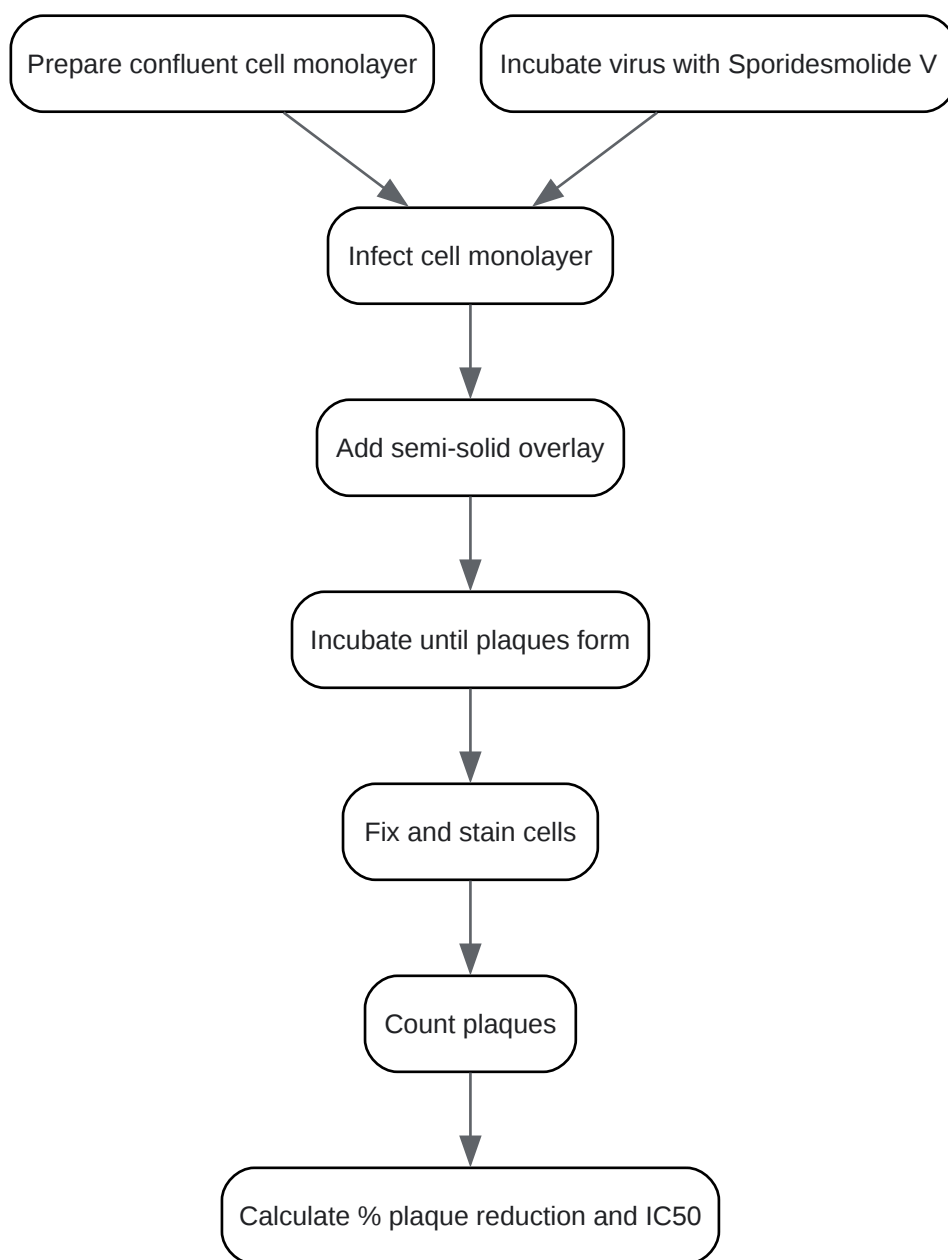 Prepare confluent cell monolayer
Incubate virus with Sporidesmolide V
Infect cell monolayer
Add semi-solid overlay
Incubate until plaques form
Fix and stain cells
Count plaques
Calculate % plaque reduction and IC50